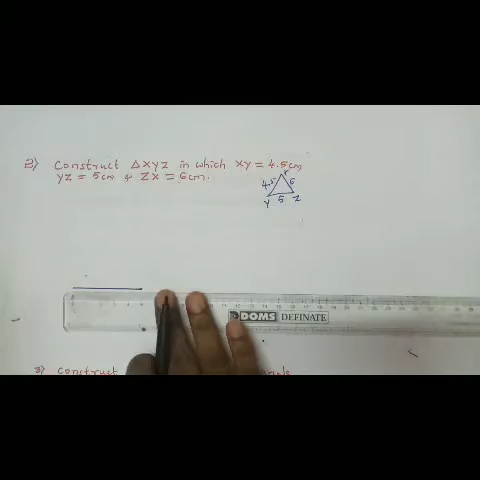 2) Construct ΔXYZ in which XY = 4.5cm,
YZ = 5cm & ZX = 6cm.
X
4.5 6
Y 5 Z
DOMS DEFINATE
3) Construct